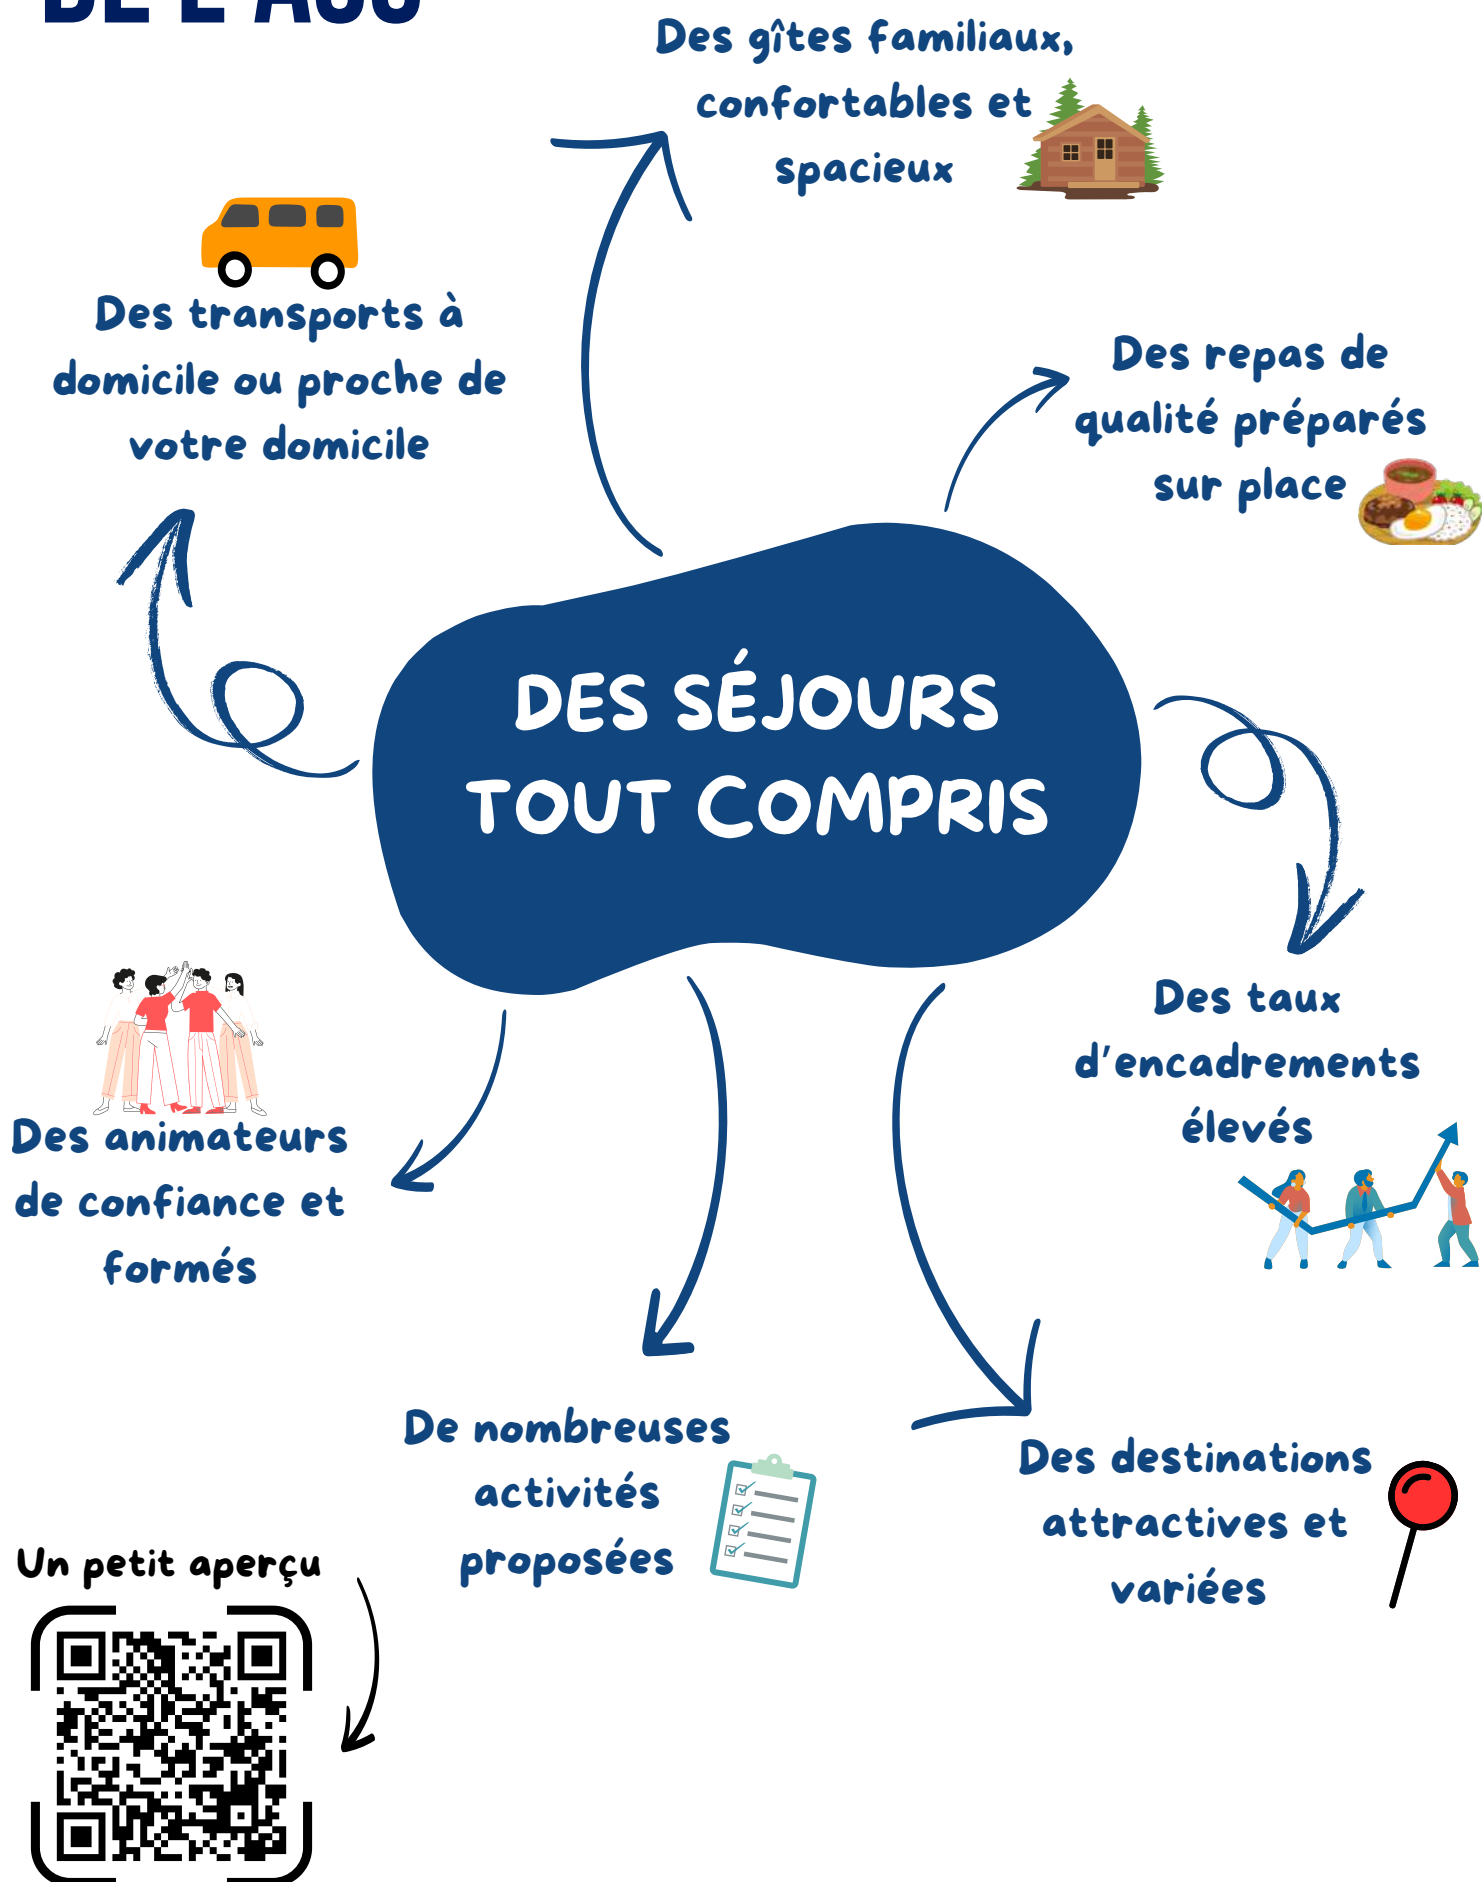 DE L'ASS
Des gîtes familiaux,
confortables et
spacieux
Des transports à
domicile ou proche de
votre domicile
Des repas de
qualité préparés
sur place
DES SÉJOURS
TOUT COMPRIS
Des taux
d'encadrements
élevés
Des animateurs
de confiance et
formés
De nombreuses
activités
proposées
Des destinations
attractives et
variées
Un petit aperçu